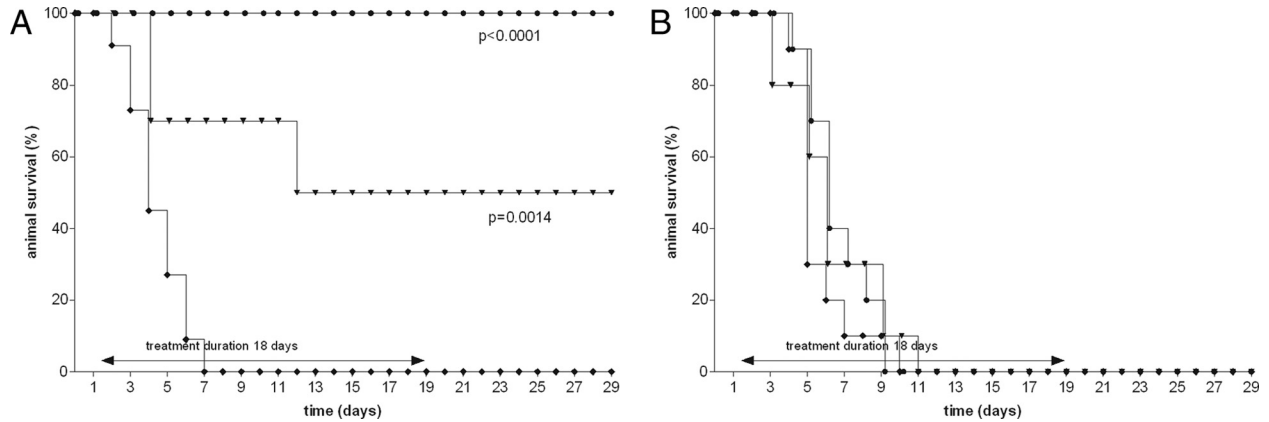 A
B
100
80
60
40
20
0
animal survival (%)
p<0.0001
p=0.0014
treatment duration 18 days
1 3 5 7 9 11 13 15 17 19 21 23 25 27 29
time (days)
100
80
60
40
20
0
animal survival (%)
treatment duration 18 days
1 3 5 7 9 11 13 15 17 19 21 23 25 27 29
time (days)